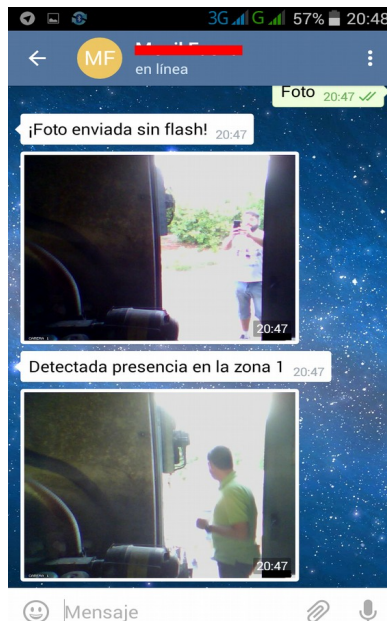 3G G 57% 20:48
MF
en línea
Foto 20:47
¡Foto enviada sin flash! 20:47
20:47
Detectada presencia en la zona 1 20:47
20:47
Mensaje